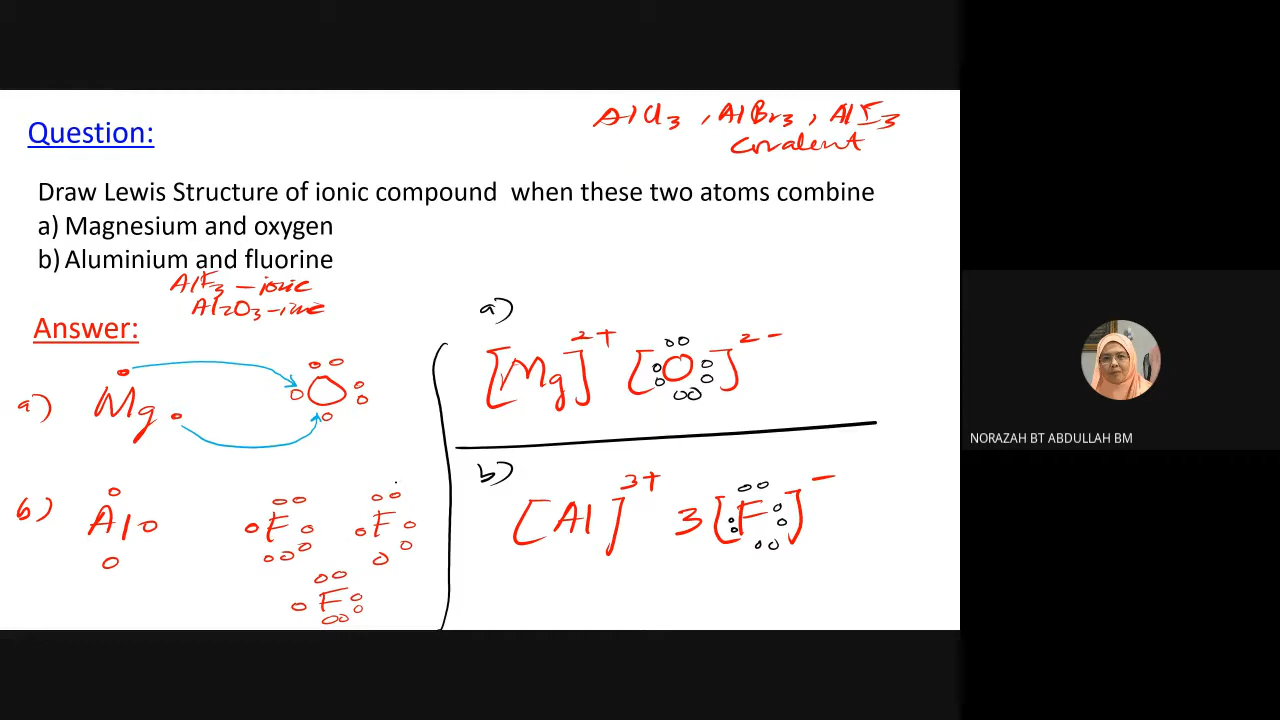 AlCl3 , AlBr3 , AlI3
covalent
Question:
Draw Lewis Structure of ionic compound when these two atoms combine
a) Magnesium and oxygen
b) Aluminium and fluorine
AlF3 – ionic
Al2O3 – ionic
Answer:
a) Mg O
b) Al F F
F
a)
[Mg]2+ [O]2-
b)
[Al]3+ 3[F]-
NORAZAH BT ABDULLAH BM